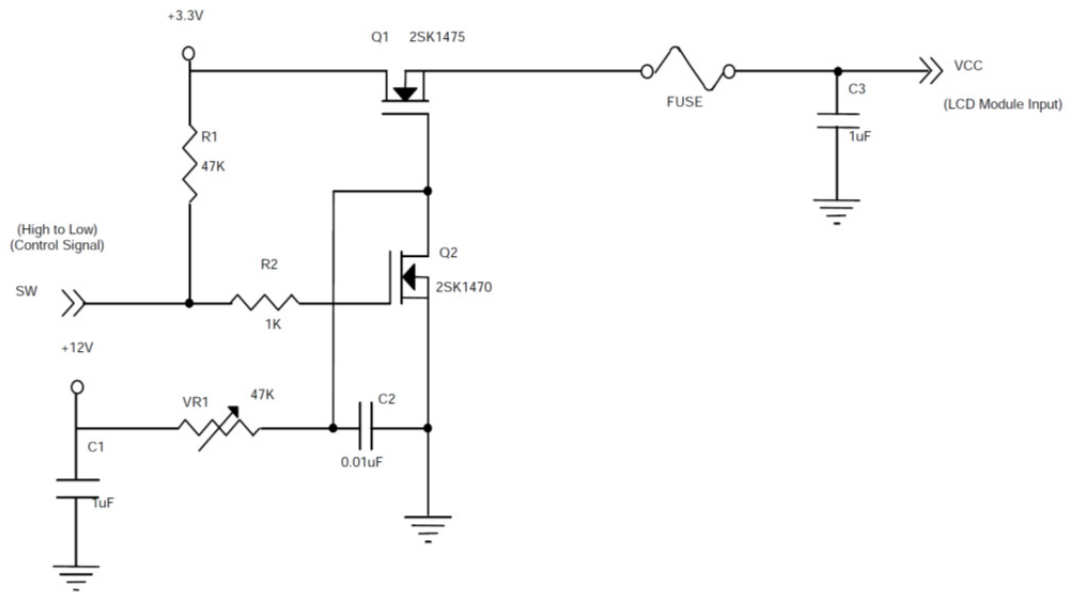 +3.3V
Q1 2SK1475
VCC
FUSE
C3
(LCD Module Input)
1uF
R1
47K
(High to Low)
(Control Signal)
Q2
R2
SW
2SK1470
1K
+12V
VR1
47K
C2
C1
0.01uF
1uF